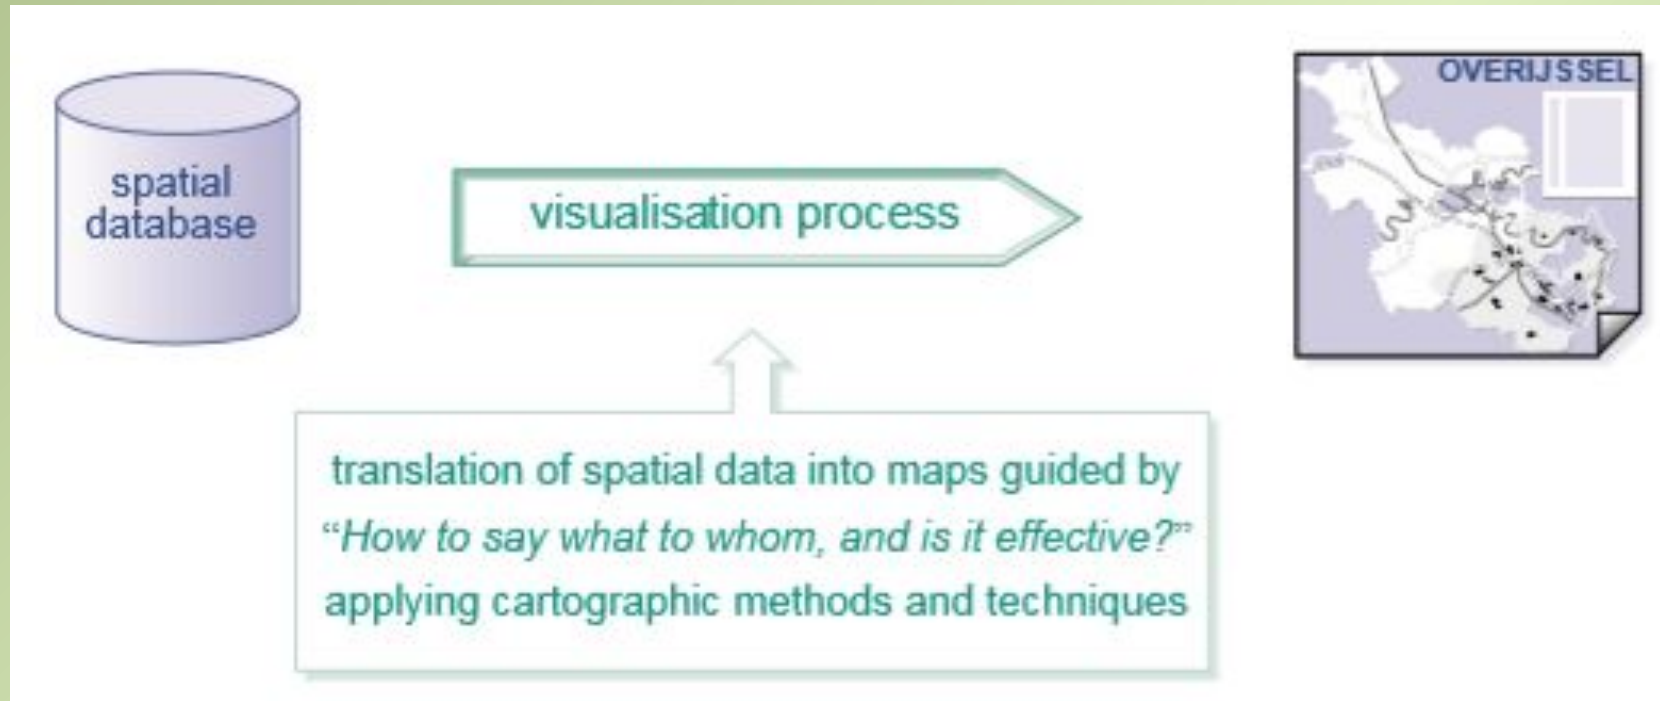 spatial
database
visualisation process
OVERIJSSEL
translation of spatial data into maps guided by
“How to say what to whom, and is it effective?”
applying cartographic methods and techniques